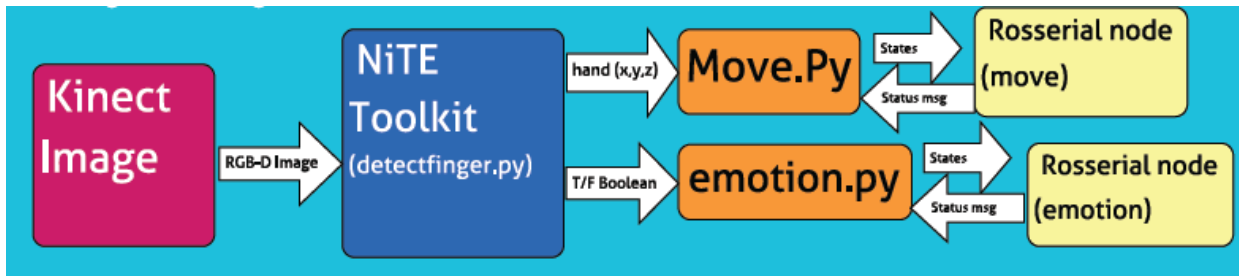 Kinect
Image
RGB-D Image
NiTE
Toolkit
(detectfinger.py)
hand (x,y,z)
T/F Boolean
Move.Py
States
Status msg
Rosserial node
(move)
emotion.py
States
Status msg
Rosserial node
(emotion)